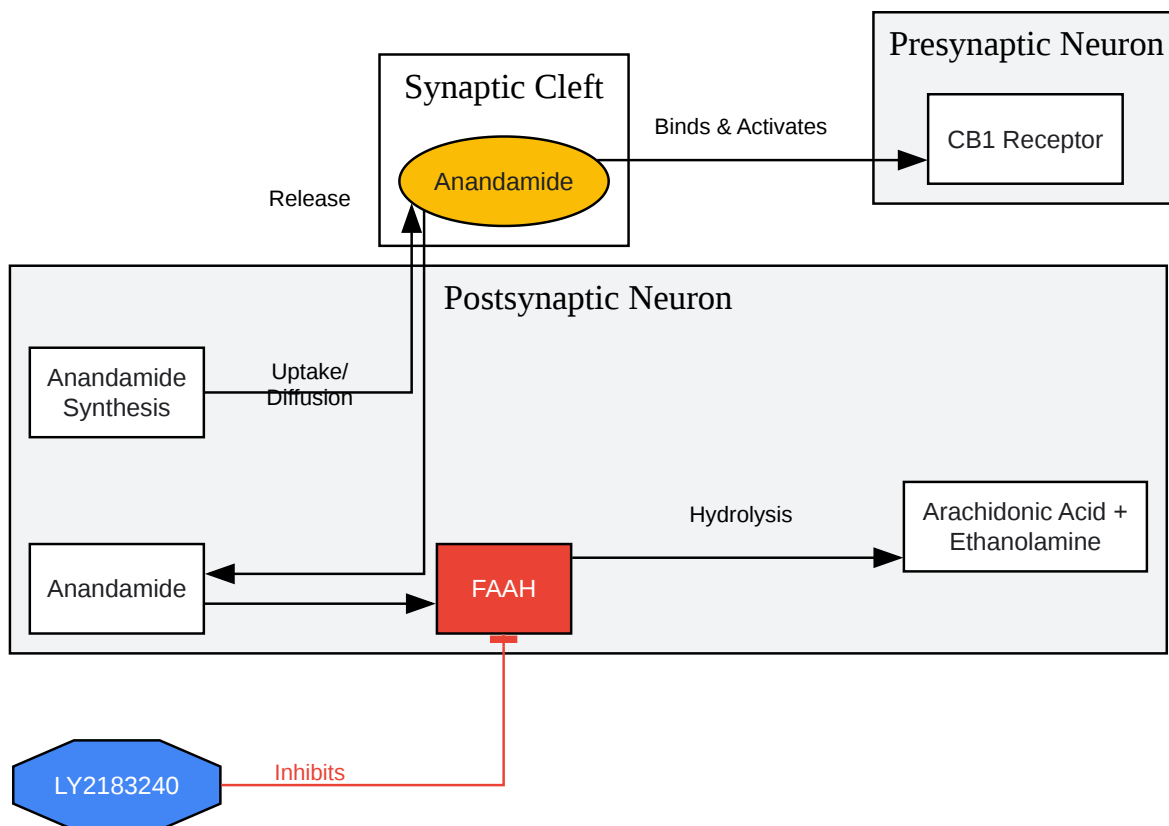 Presynaptic Neuron
Synaptic Cleft
Binds & Activates
CB1 Receptor
Anandamide
Release
Postsynaptic Neuron
Anandamide
Synthesis
Uptake/
Diffusion
Hydrolysis
Arachidonic Acid +
Ethanolamine
Anandamide
FAAH
Inhibits
LY2183240